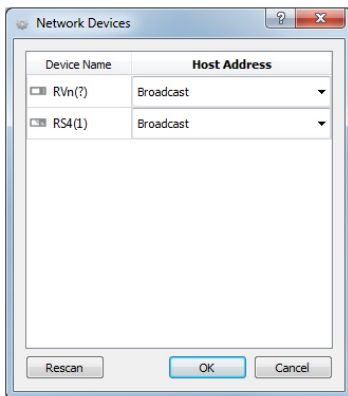 Network Devices
Device Name Host Address
RVn(?) Broadcast
RS4(1) Broadcast
Rescan OK Cancel